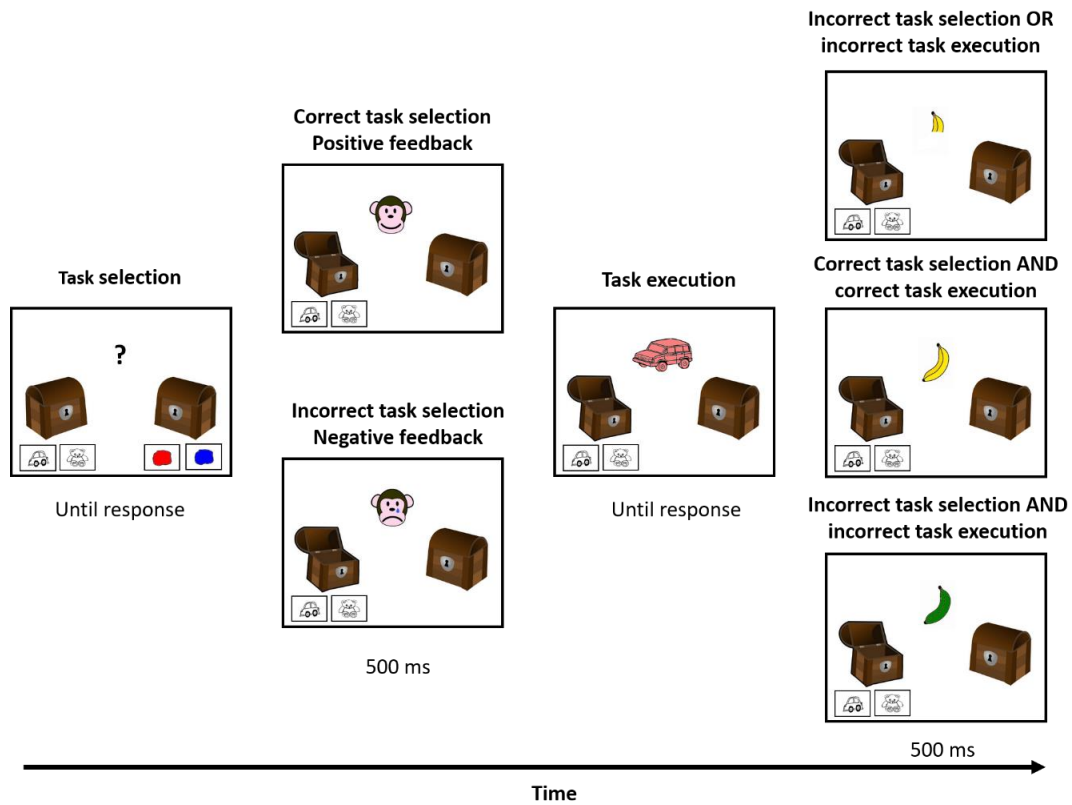 Task selection
?
Until response
Correct task selection
Positive feedback
Incorrect task selection
Negative feedback
500 ms
Task execution
Until response
Incorrect task selection OR
incorrect task execution
Correct task selection AND
correct task execution
Incorrect task selection AND
incorrect task execution
500 ms
Time